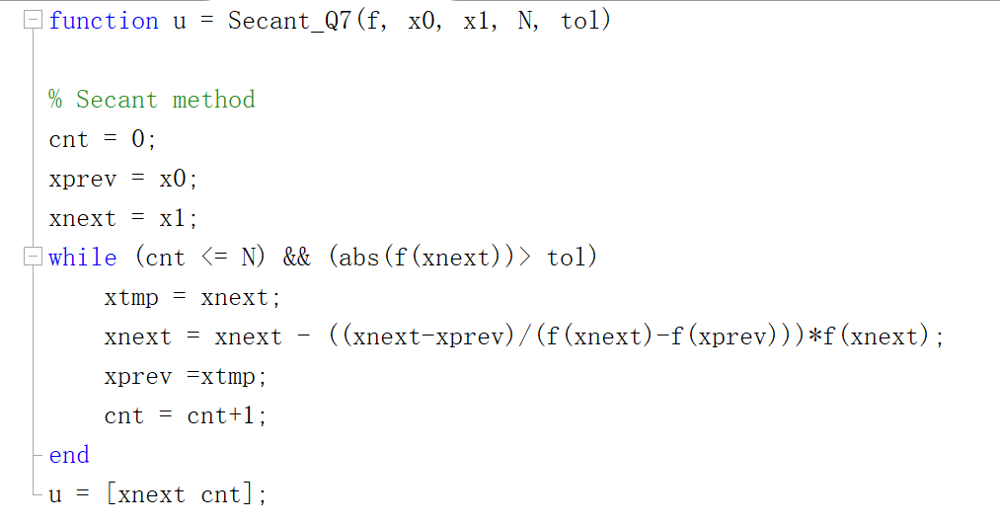 function u = Secant_Q7(f, x0, x1, N, tol)
% Secant method
cnt = 0;
xprev = x0;
xnext = x1;
while (cnt <= N) && (abs(f(xnext))> tol)
xtmp = xnext;
xnext = xnext - ((xnext-xprev)/(f(xnext)-f(xprev)))*f(xnext);
xprev =xtmp;
cnt = cnt+1;
end
u = [xnext cnt];